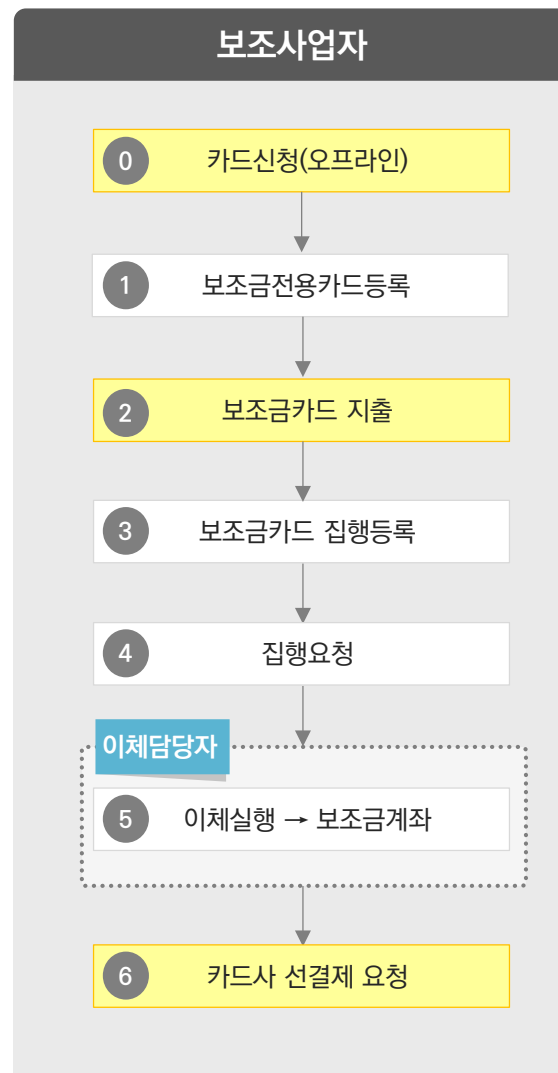 보조사업자
0 카드신청(오프라인)
1 보조금전용카드등록
2 보조금카드 지출
3 보조금카드 집행등록
4 집행요청
이체담당자
5 이체실행 → 보조금계좌
6 카드사 선결제 요청